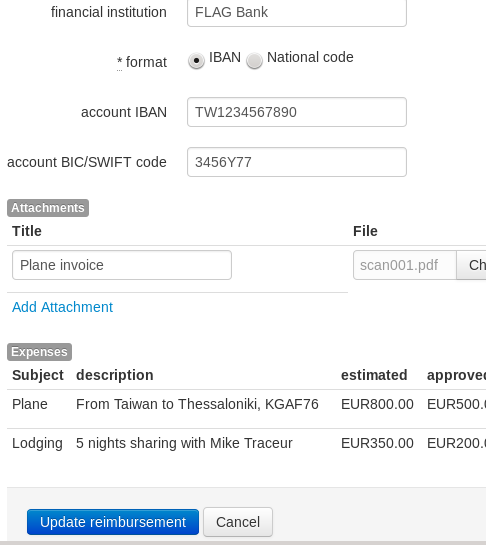 financial institution FLAG Bank
* format IBAN National code
account IBAN TW1234567890
account BIC/SWIFT code 3456Y77
Attachments
Title File
Plane invoice scan001.pdf Ch
Add Attachment
Expenses
Subject description estimated approved
Plane From Taiwan to Thessaloniki, KGAF76 EUR800.00 EUR500.
Lodging 5 nights sharing with Mike Traceur EUR350.00 EUR200.
Update reimbursement Cancel